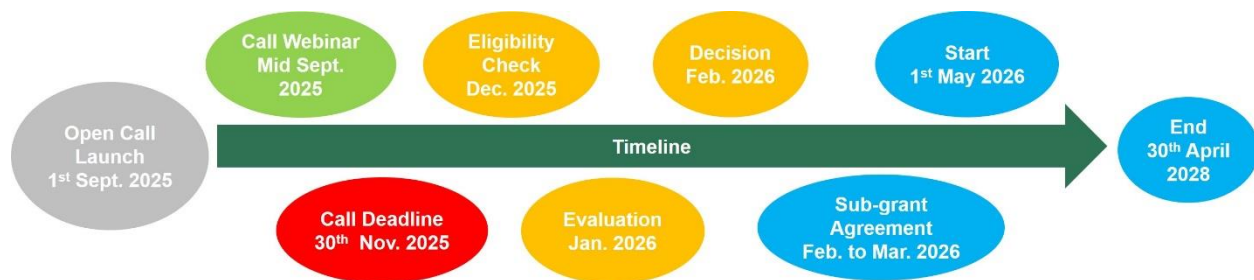 Open Call
Launch
1st Sept. 2025
Call Webinar
Mid Sept.
2025
Call Deadline
30th Nov. 2025
Eligibility
Check
Dec. 2025
Evaluation
Jan. 2026
Decision
Feb. 2026
Sub-grant
Agreement
Feb. to Mar. 2026
Start
1st May 2026
End
30th April
2028
Timeline